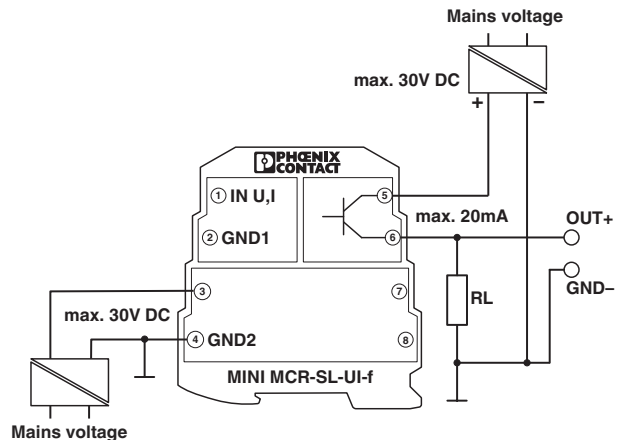 Mains voltage
max. 30V DC
+ –
PHŒNIX
CONTACT
1 IN U,I
5
max. 20mA
OUT+
2 GND1
6
GND–
RL
3
7
max. 30V DC
4 GND2
8
MINI MCR-SL-UI-f
Mains voltage